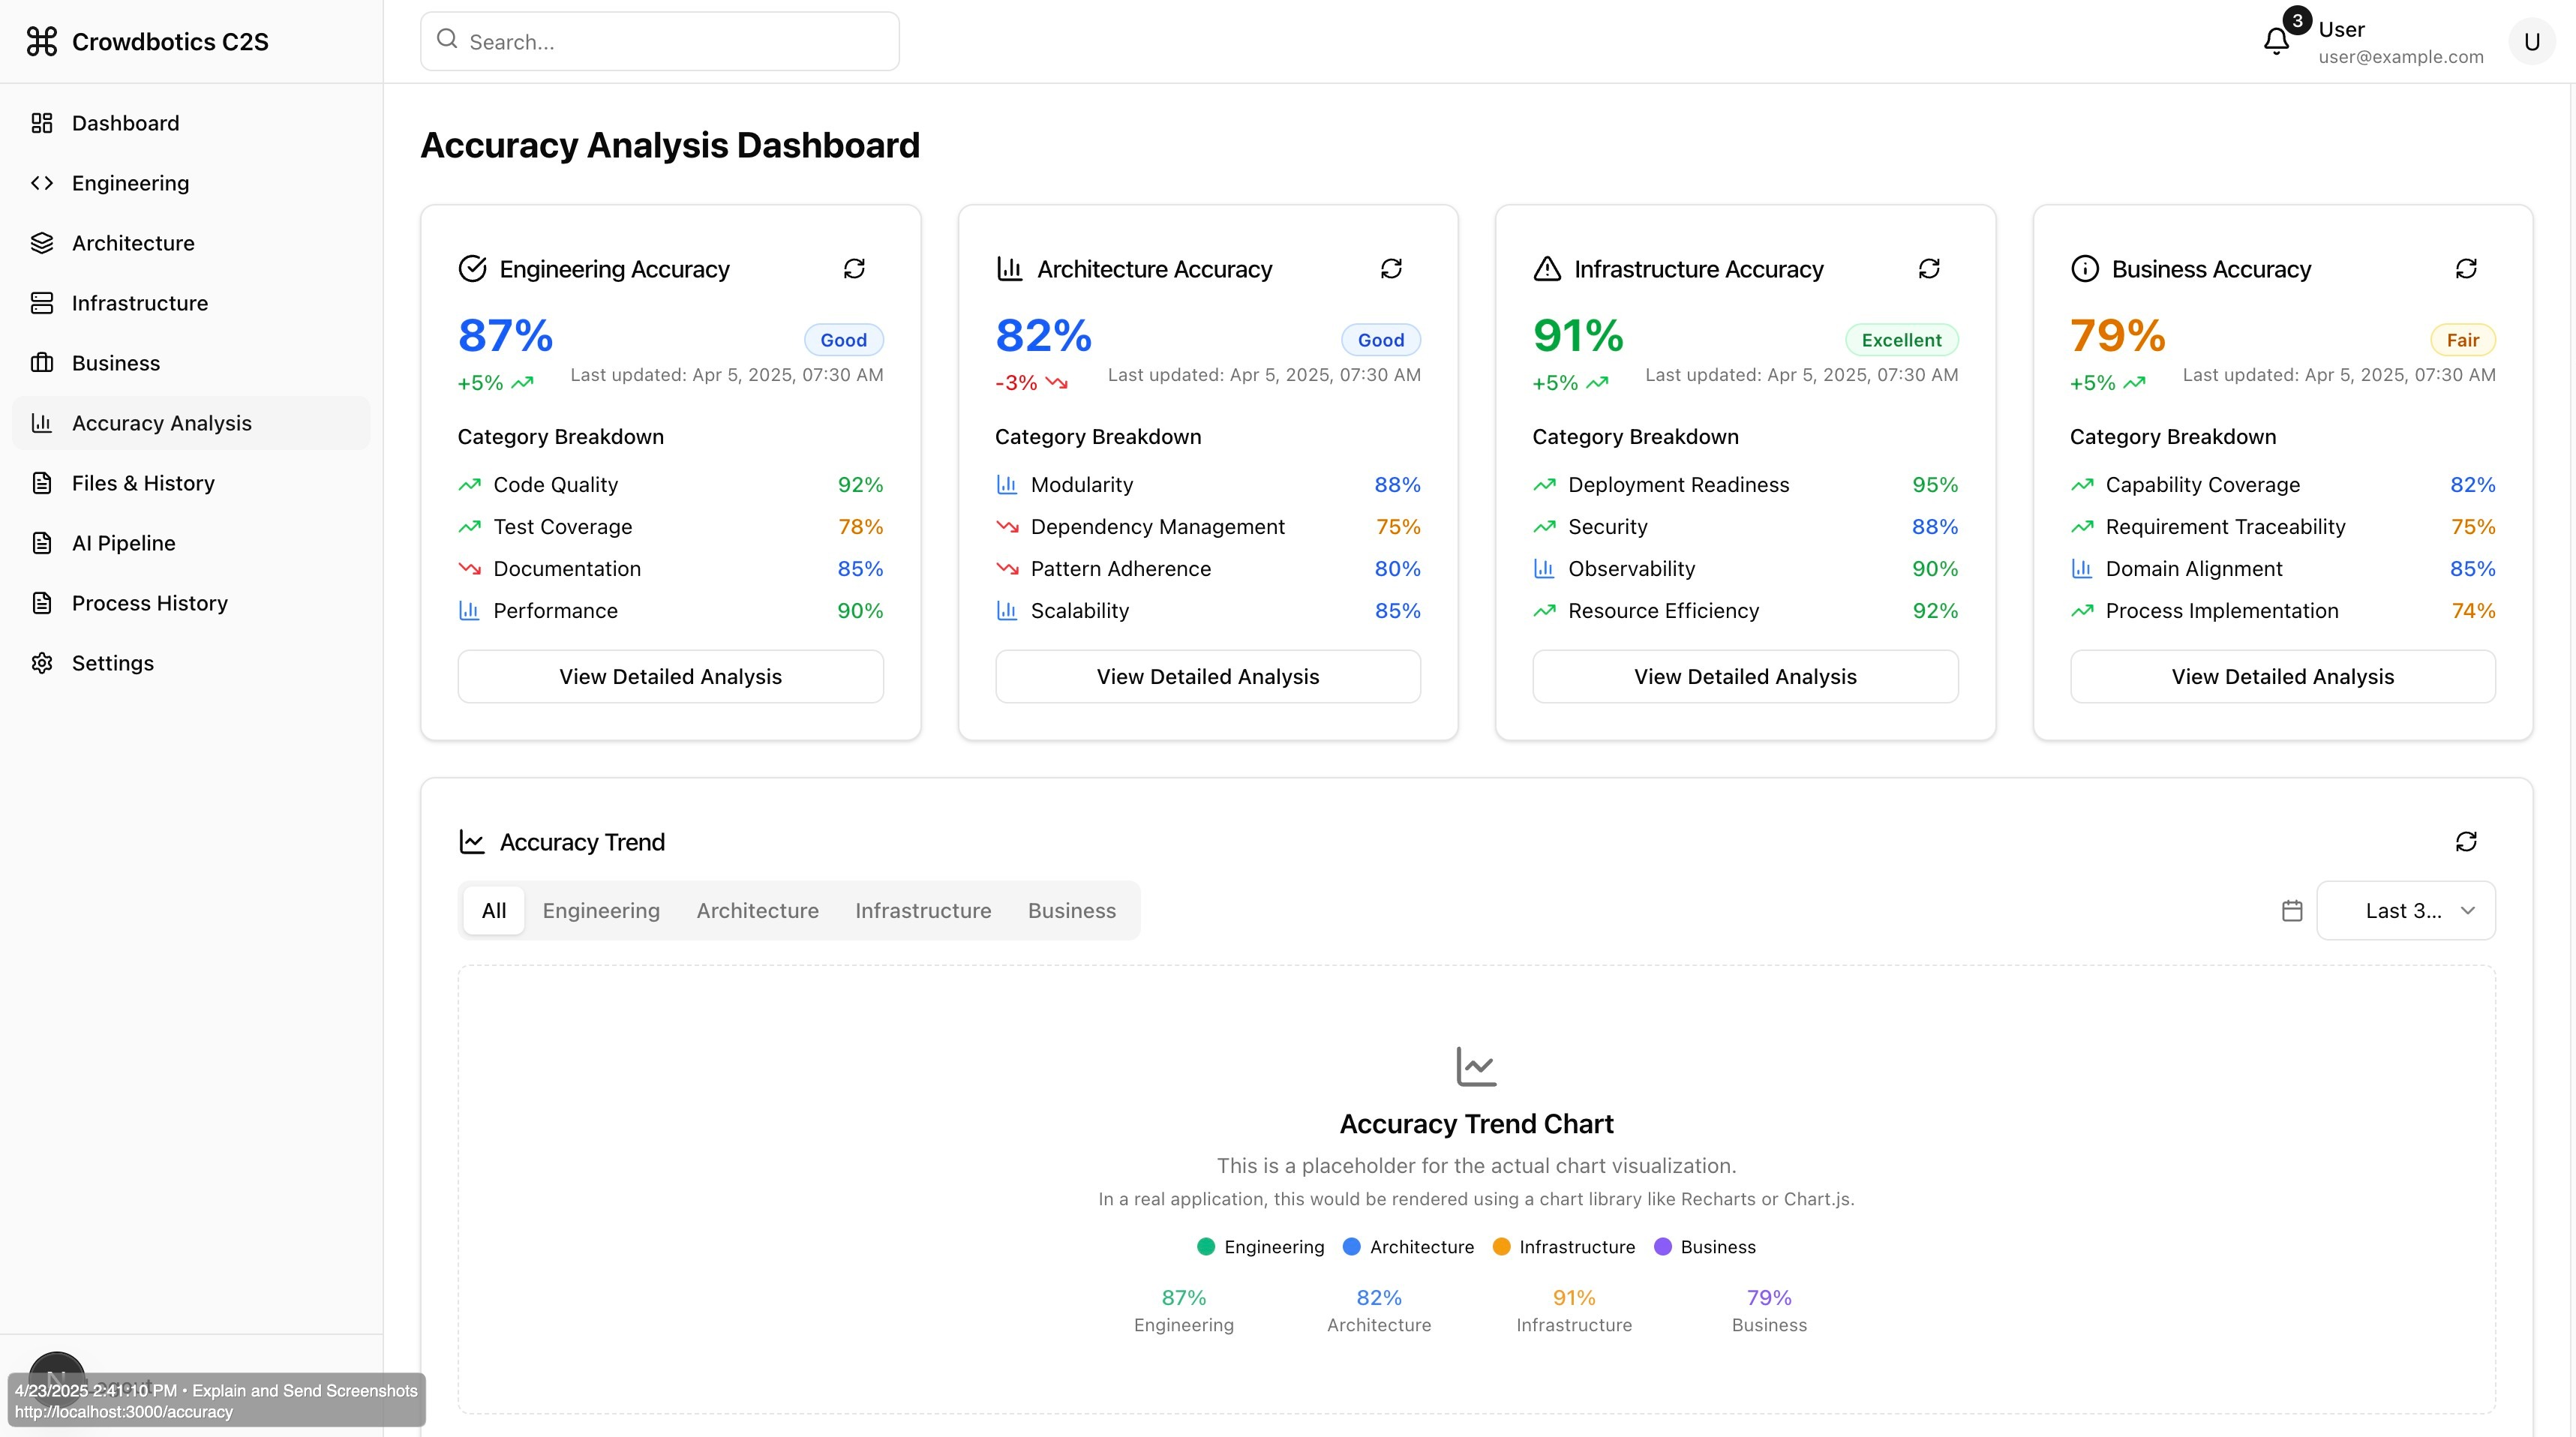 Crowdbotics C2S
Search...
3
User
user@example.com
U
Dashboard
Engineering
Architecture
Infrastructure
Business
Accuracy Analysis
Files & History
AI Pipeline
Process History
Settings
Accuracy Analysis Dashboard
Engineering Accuracy
87%
Good
+5%
Last updated: Apr 5, 2025, 07:30 AM
Category Breakdown
Code Quality 92%
Test Coverage 78%
Documentation 85%
Performance 90%
View Detailed Analysis
Architecture Accuracy
82%
Good
-3%
Last updated: Apr 5, 2025, 07:30 AM
Category Breakdown
Modularity 88%
Dependency Management 75%
Pattern Adherence 80%
Scalability 85%
View Detailed Analysis
Infrastructure Accuracy
91%
Excellent
+5%
Last updated: Apr 5, 2025, 07:30 AM
Category Breakdown
Deployment Readiness 95%
Security 88%
Observability 90%
Resource Efficiency 92%
View Detailed Analysis
Business Accuracy
79%
Fair
+5%
Last updated: Apr 5, 2025, 07:30 AM
Category Breakdown
Capability Coverage 82%
Requirement Traceability 75%
Domain Alignment 85%
Process Implementation 74%
View Detailed Analysis
Accuracy Trend
All Engineering Architecture Infrastructure Business
Last 3...
Accuracy Trend Chart
This is a placeholder for the actual chart visualization.
In a real application, this would be rendered using a chart library like Recharts or Chart.js.
Engineering Architecture Infrastructure Business
87% 82% 91% 79%
Engineering Architecture Infrastructure Business
4/23/2025 2:41:10 PM • Explain and Send Screenshots
http://localhost:3000/accuracy